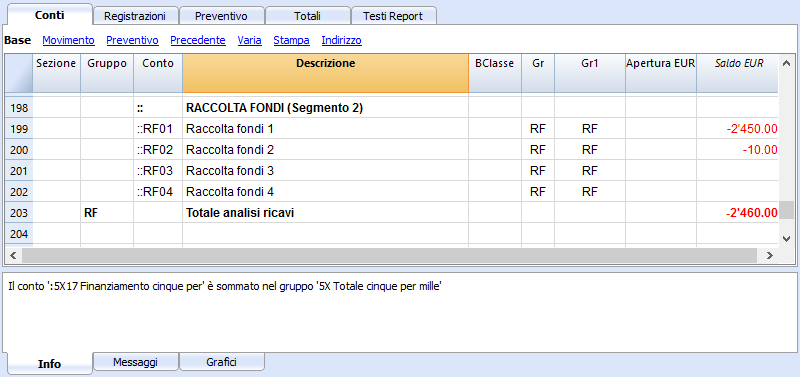 Conti Registrazioni Preventivo Totali Testi Report
Base Movimento Preventivo Precedente Varia Stampa Indirizzo
Sezione Gruppo Conto Descrizione BClasse Gr Gr1 Apertura EUR Saldo EUR
198 :: RACCOLTA FONDI (Segmento 2)
199 ::RF01 Raccolta fondi 1 RF RF -2'450.00
200 ::RF02 Raccolta fondi 2 RF RF -10.00
201 ::RF03 Raccolta fondi 3 RF RF
202 ::RF04 Raccolta fondi 4 RF RF
203 RF Totale analisi ricavi -2'460.00
204
Il conto ':5X17 Finanziamento cinque per' è sommato nel gruppo '5X Totale cinque per mille'
Info Messaggi Grafici